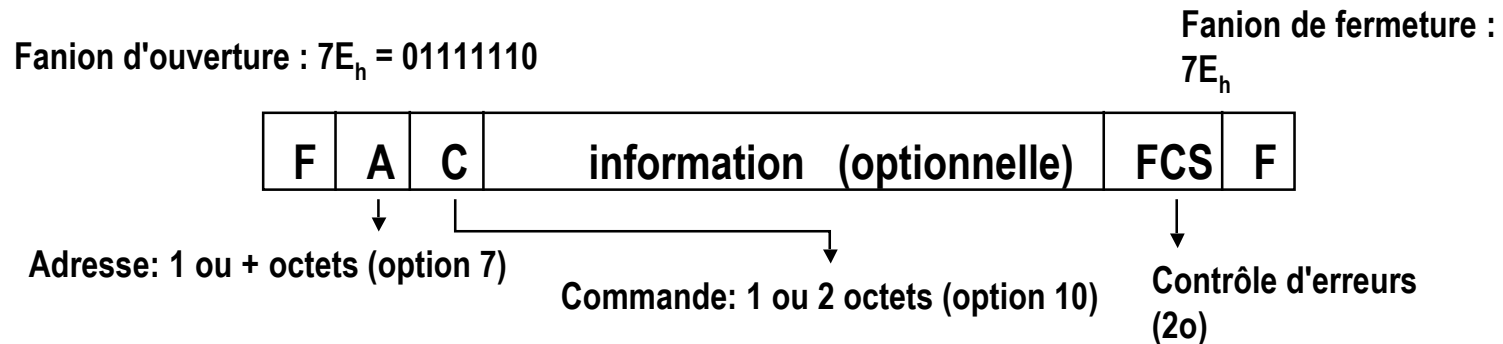 Fanion d'ouverture : 7Eh = 01111110
Fanion de fermeture :
7Eh
F A C information (optionnelle) FCS F
Adresse: 1 ou + octets (option 7)
Commande: 1 ou 2 octets (option 10)
Contrôle d'erreurs
(2o)